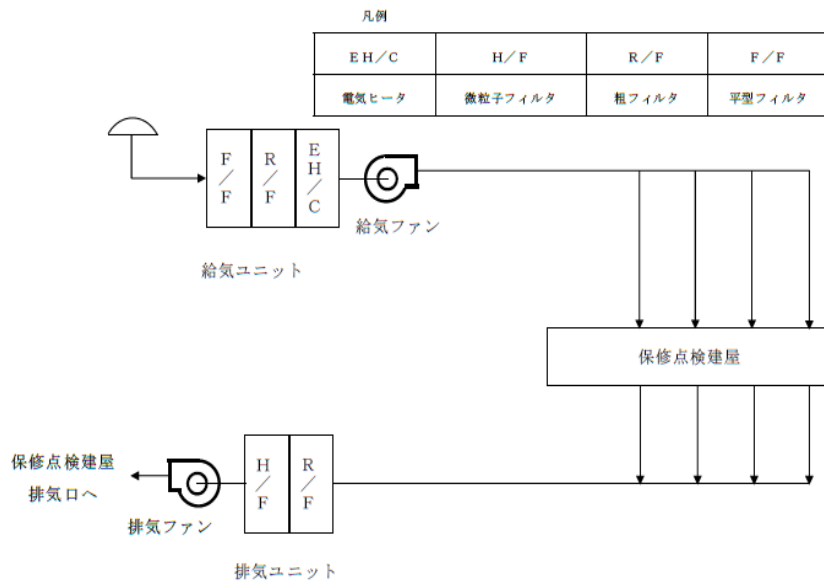 凡例
ＥＨ／Ｃ Ｈ／Ｆ Ｒ／Ｆ Ｆ／Ｆ
電気ヒータ 微粒子フィルタ 粗フィルタ 平型フィルタ
Ｆ／Ｆ
Ｒ／Ｆ
ＥＨ／Ｃ
給気ファン
給気ユニット
保修点検建屋
保修点検建屋
排気口へ
Ｈ／Ｆ
Ｒ／Ｆ
排気ファン
排気ユニット